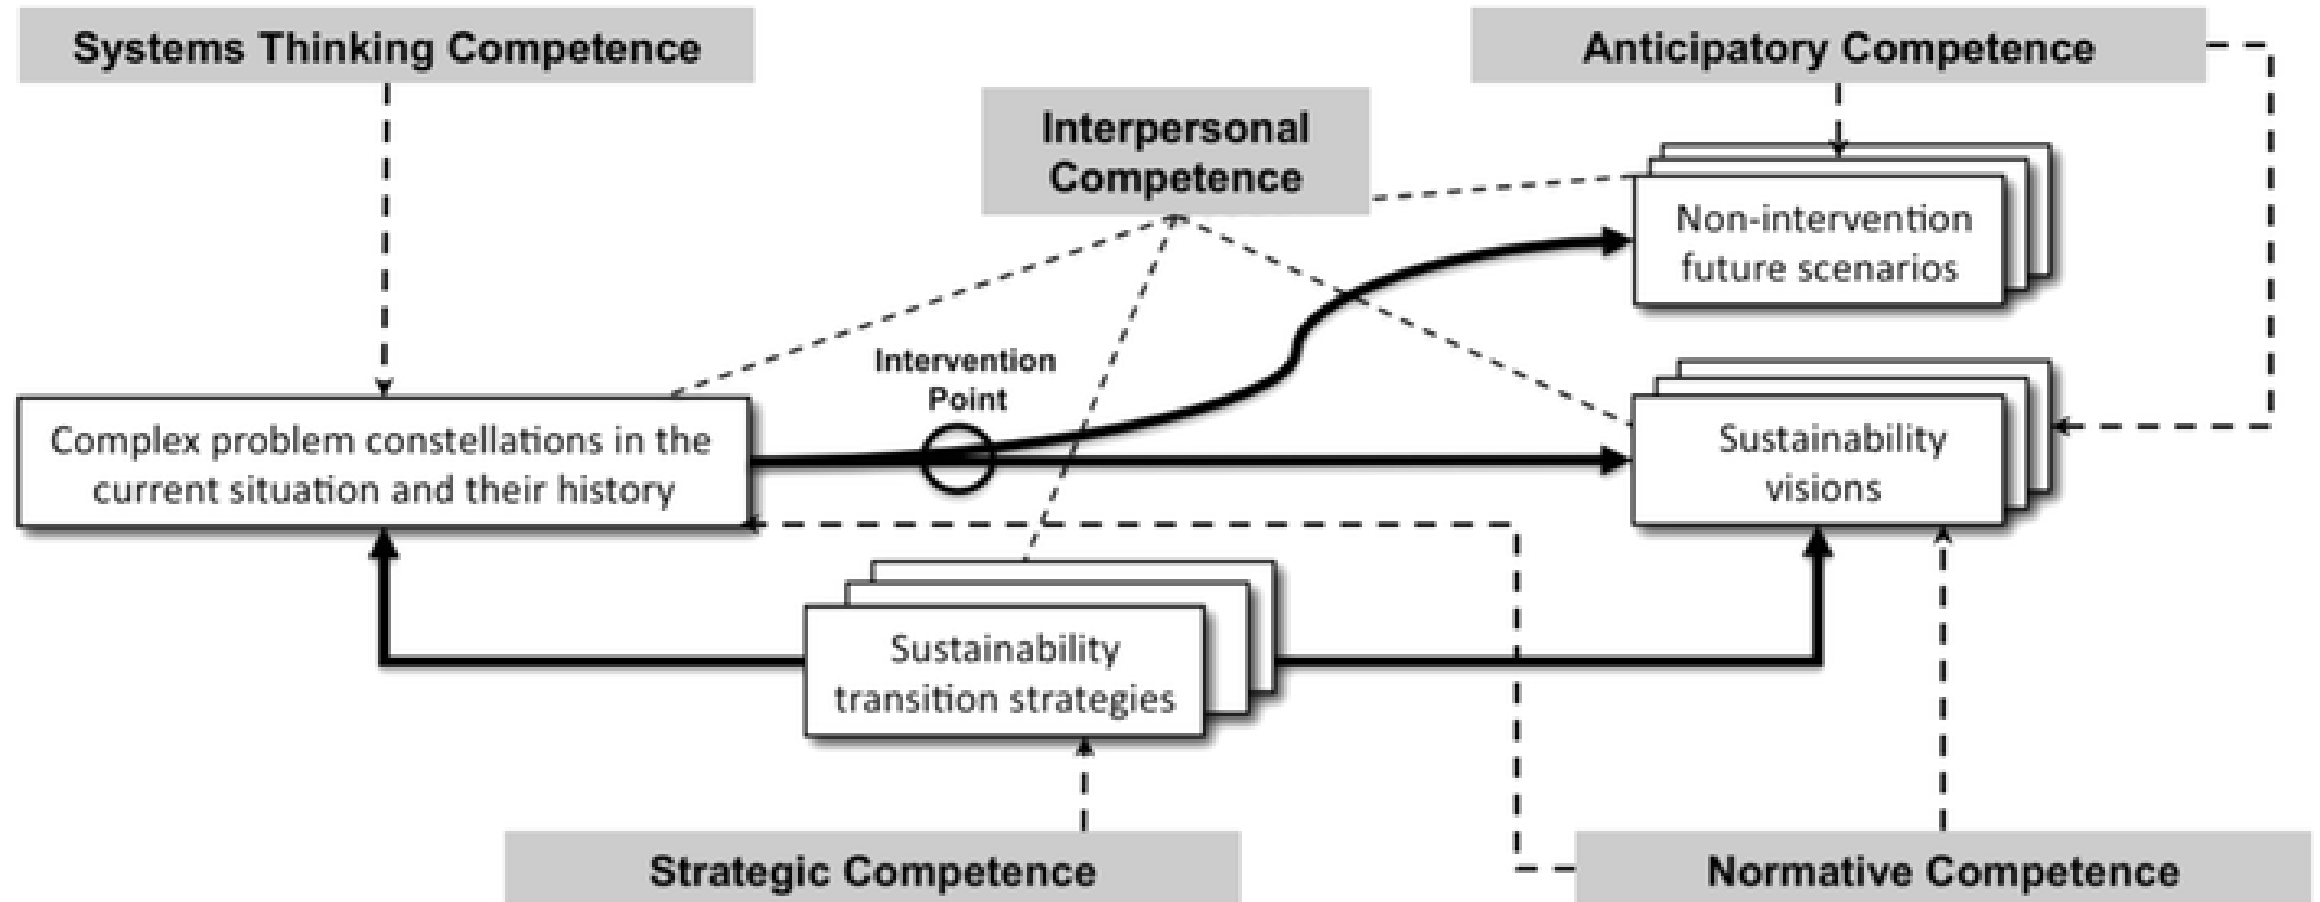 Systems Thinking Competence
Anticipatory Competence
Interpersonal
Competence
Non-intervention
future scenarios
Intervention
Point
Complex problem constellations in the
current situation and their history
Sustainability
visions
Sustainability
transition strategies
Strategic Competence
Normative Competence